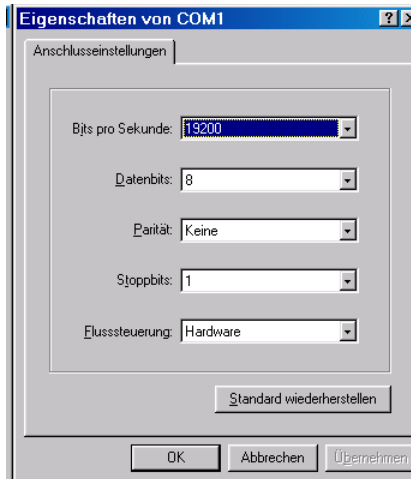 Eigenschaften von COM1
Anschlusseinstellungen
Bits pro Sekunde: 19200
Datenbits: 8
Parität: Keine
Stoppbits: 1
Flusssteuerung: Hardware
Standard wiederherstellen
OK Abbrechen Übernehmen